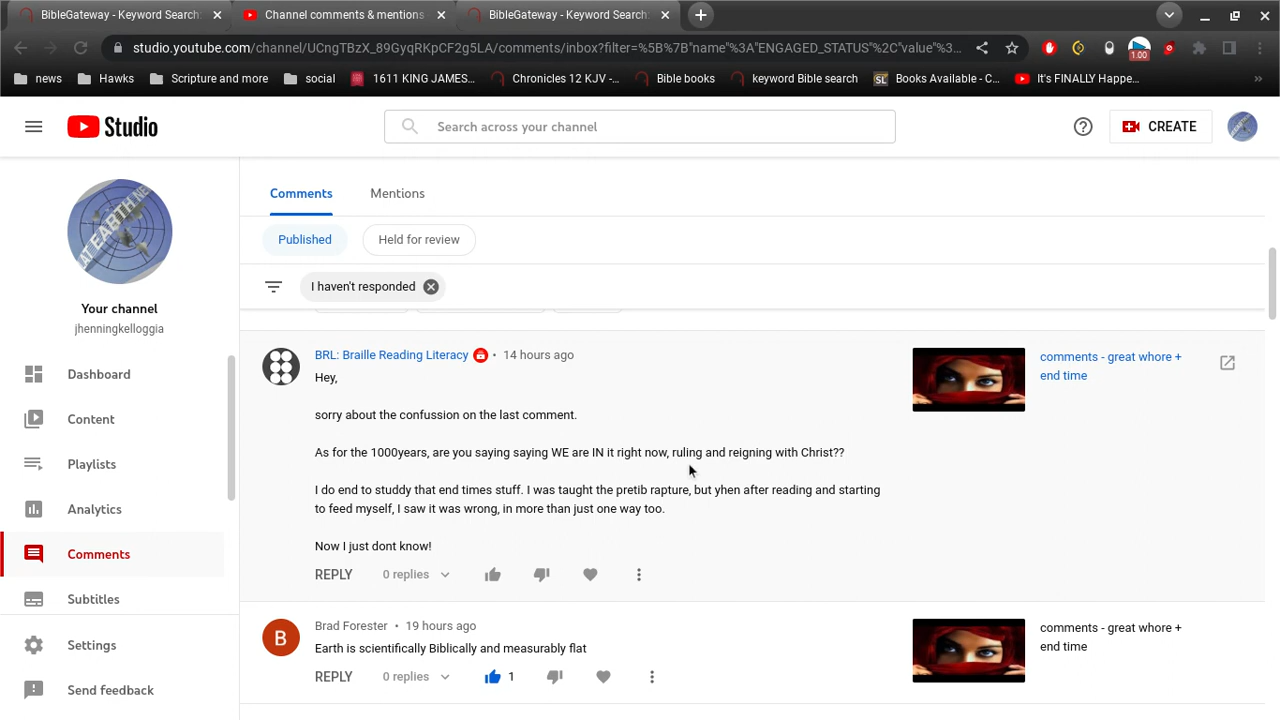 BibleGateway - Keyword Search:
Channel comments & mentions -
BibleGateway - Keyword Search:
studio.youtube.com/channel/UCngTBzX_89GyqRKpCF2g5LA/comments/inbox?filter=%5B%7B"name"%3A"ENGAGED_STATUS"%2C"value"%3...
1.00
news
Hawks
Scripture and more
social
1611 KING JAMES...
Chronicles 12 KJV -...
Bible books
keyword Bible search
SL
Books Available - C...
It's FINALLY Happe...
»
Studio
Search across your channel
CREATE
AT EARTH.NE
Your channel
jhenningkelloggia
Dashboard
Content
Playlists
Analytics
Comments
Subtitles
Settings
Send feedback
Comments
Mentions
Published
Held for review
I haven't responded
BRL: Braille Reading Literacy • 14 hours ago
Hey,
sorry about the confussion on the last comment.
As for the 1000years, are you saying saying WE are IN it right now, ruling and reigning with Christ??
I do end to studdy that end times stuff. I was taught the pretib rapture, but yhen after reading and starting
to feed myself, I saw it was wrong, in more than just one way too.
Now I just dont know!
REPLY
0 replies
comments - great whore +
end time
B
Brad Forester • 19 hours ago
Earth is scientifically Biblically and measurably flat
REPLY
0 replies
1
comments - great whore +
end time